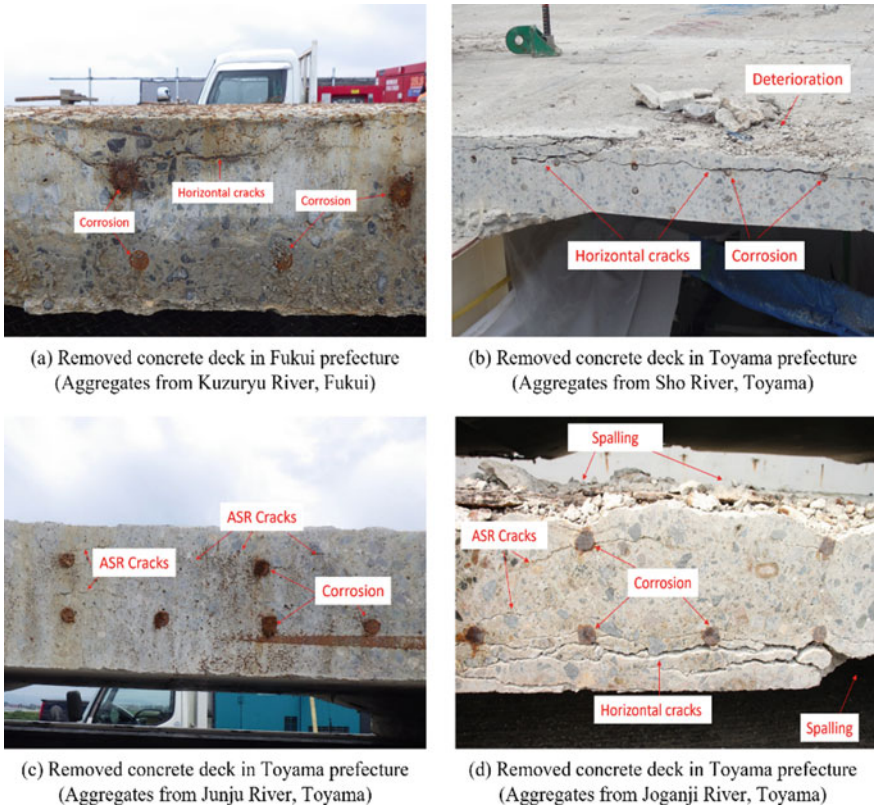 Horizontal cracks
Corrosion
Corrosion
(a) Removed concrete deck in Fukui prefecture
(Aggregates from Kuzuryu River, Fukui)
Deterioration
Horizontal cracks
Corrosion
(b) Removed concrete deck in Toyama prefecture
(Aggregates from Sho River, Toyama)
ASR Cracks
ASR Cracks
Corrosion
(c) Removed concrete deck in Toyama prefecture
(Aggregates from Junju River, Toyama)
Spalling
ASR Cracks
Corrosion
Horizontal cracks
Spalling
(d) Removed concrete deck in Toyama prefecture
(Aggregates from Joganji River, Toyama)